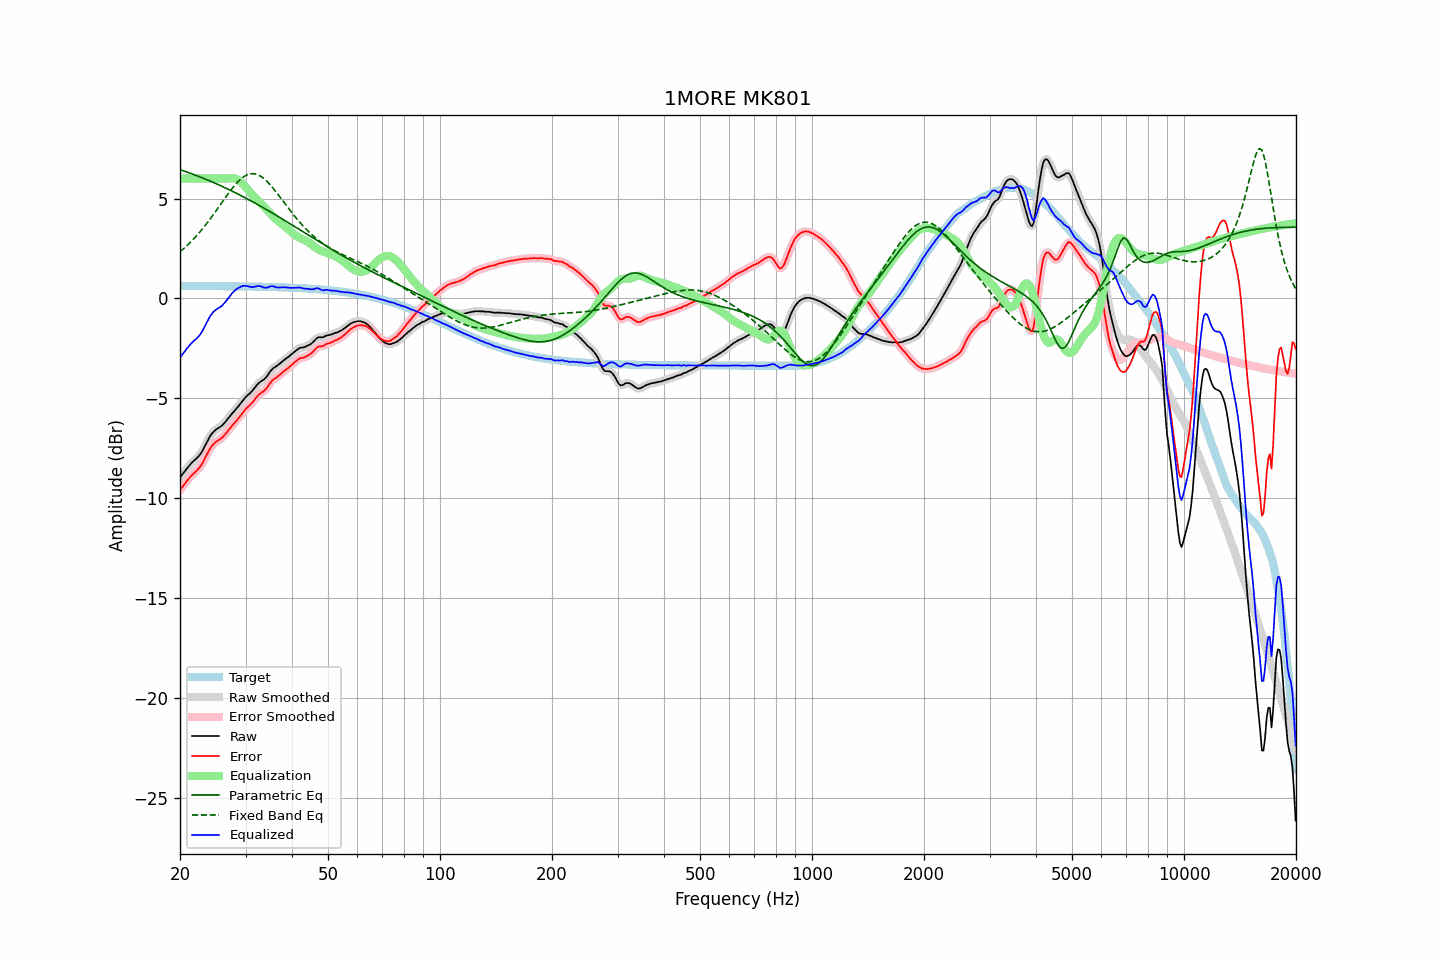 1MORE MK801
Amplitude (dBr)
5
0
−5
−10
−15
−20
−25
Target
Raw Smoothed
Error Smoothed
Raw
Error
Equalization
Parametric Eq
Fixed Band Eq
Equalized
20 50 100 200 500 1000 2000 5000 10000 20000
Frequency (Hz)